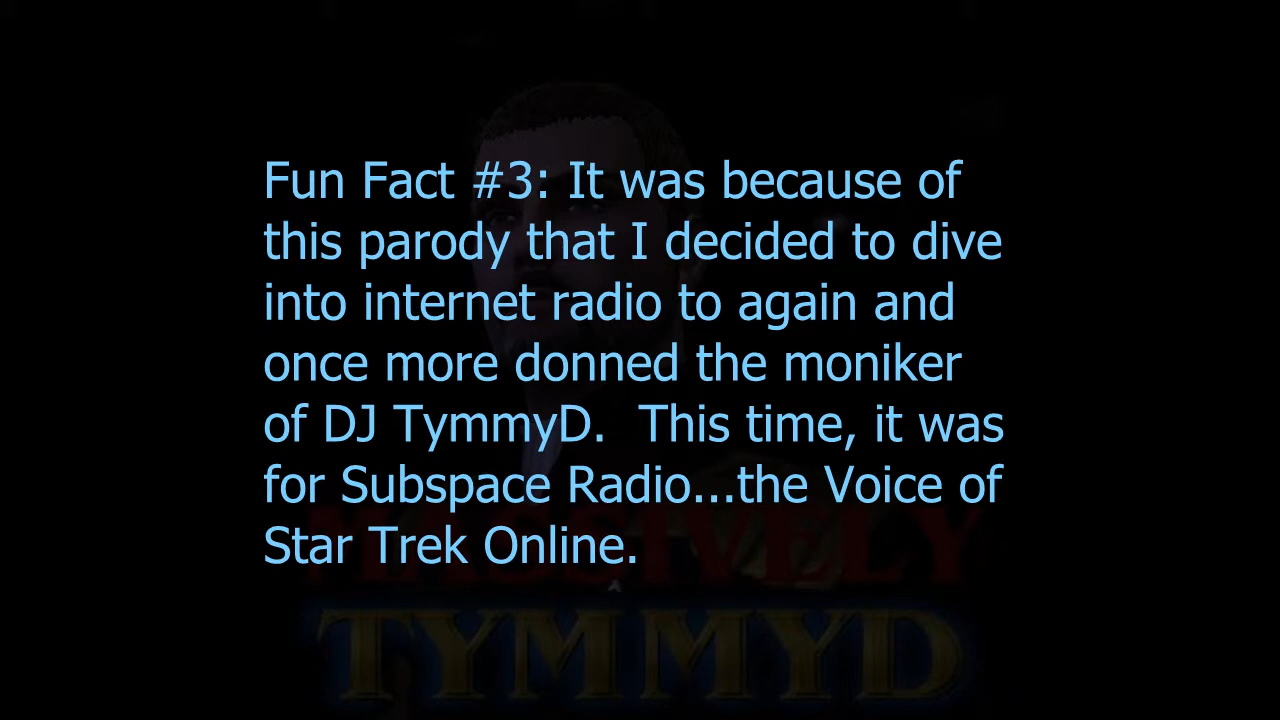 Fun Fact #3: It was because of
this parody that I decided to dive
into internet radio to again and
once more donned the moniker
of DJ TymmyD.  This time, it was
for Subspace Radio...the Voice of
Star Trek Online.
MASSIVELY
TYMMYD